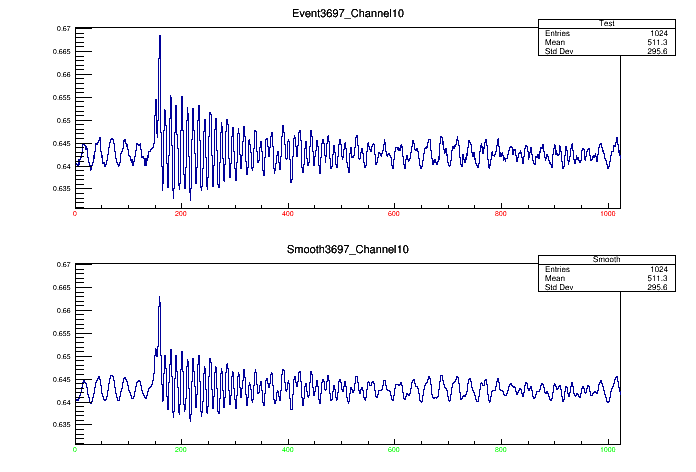 Event3697_Channel10
Test
Entries 1024
Mean 511.3
Std Dev 295.6
0.67
0.665
0.66
0.655
0.65
0.645
0.64
0.635
0 200 400 600 800 1000
Smooth3697_Channel10
Smooth
Entries 1024
Mean 511.3
Std Dev 295.6
0.67
0.665
0.66
0.655
0.65
0.645
0.64
0.635
0 200 400 600 800 1000